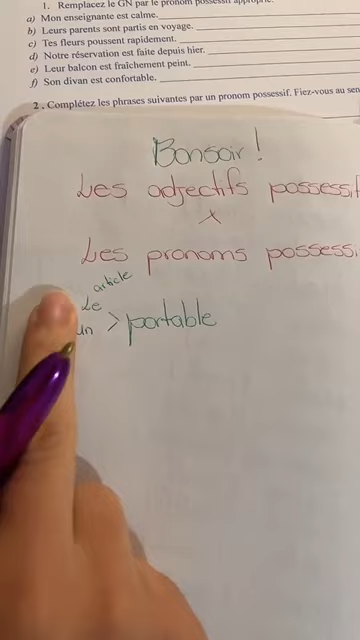 1. Remplacez le GN par le pronom possessif approprié.
a) Mon enseignante est calme.
b) Leurs parents sont partis en voyage.
c) Tes fleurs poussent rapidement.
d) Notre réservation est faite depuis hier.
e) Leur balcon est fraîchement peint.
f) Son divan est confortable.
2. Complétez les phrases suivantes par un pronom possessif. Fiez-vous au sen
Bonsoir!
Les adjectifs possessif
x
Les pronoms possessi
article
Le
un > portable